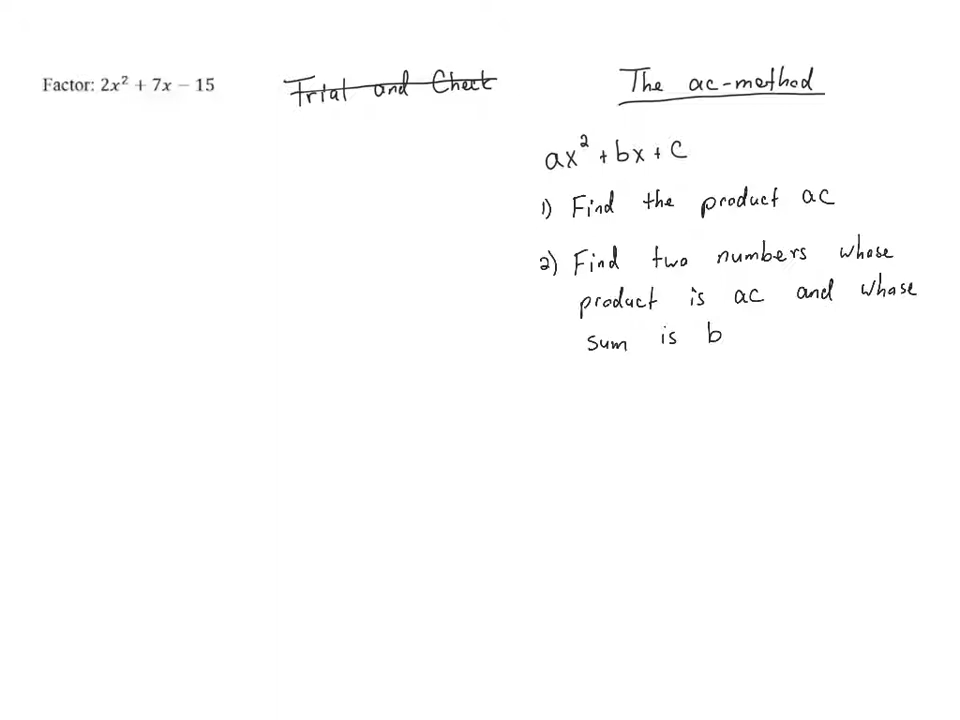 Factor: 2x² + 7x − 15
Trial and Check
The ac-method
ax² + bx + c
1) Find the product ac
2) Find two numbers whose
product is ac and whose
sum is b